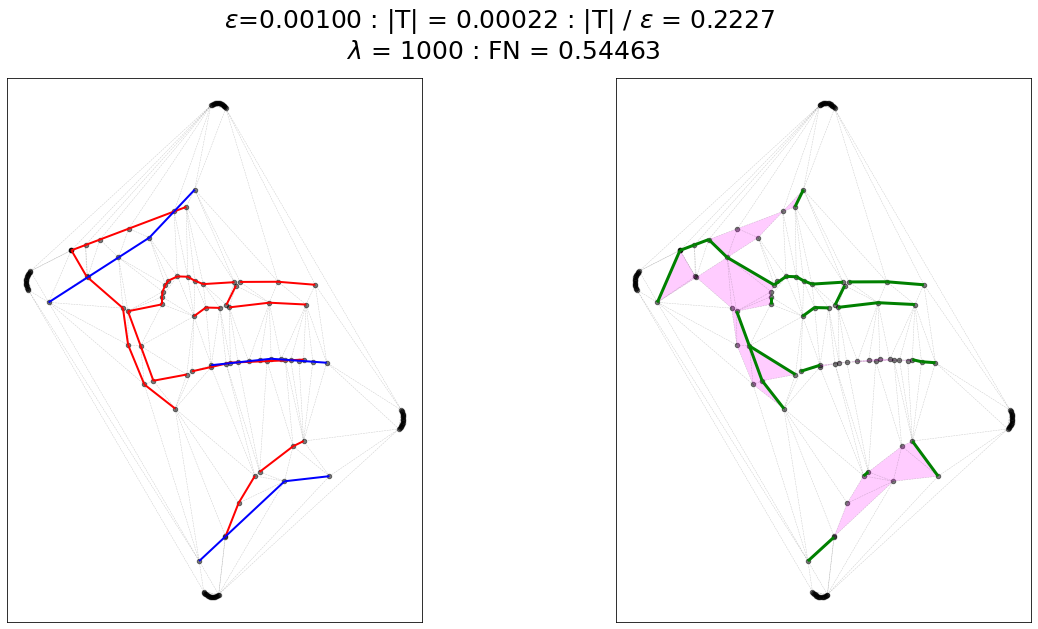 ε=0.00100 : |T| = 0.00022 : |T| / ε = 0.2227
λ = 1000 : FN = 0.54463